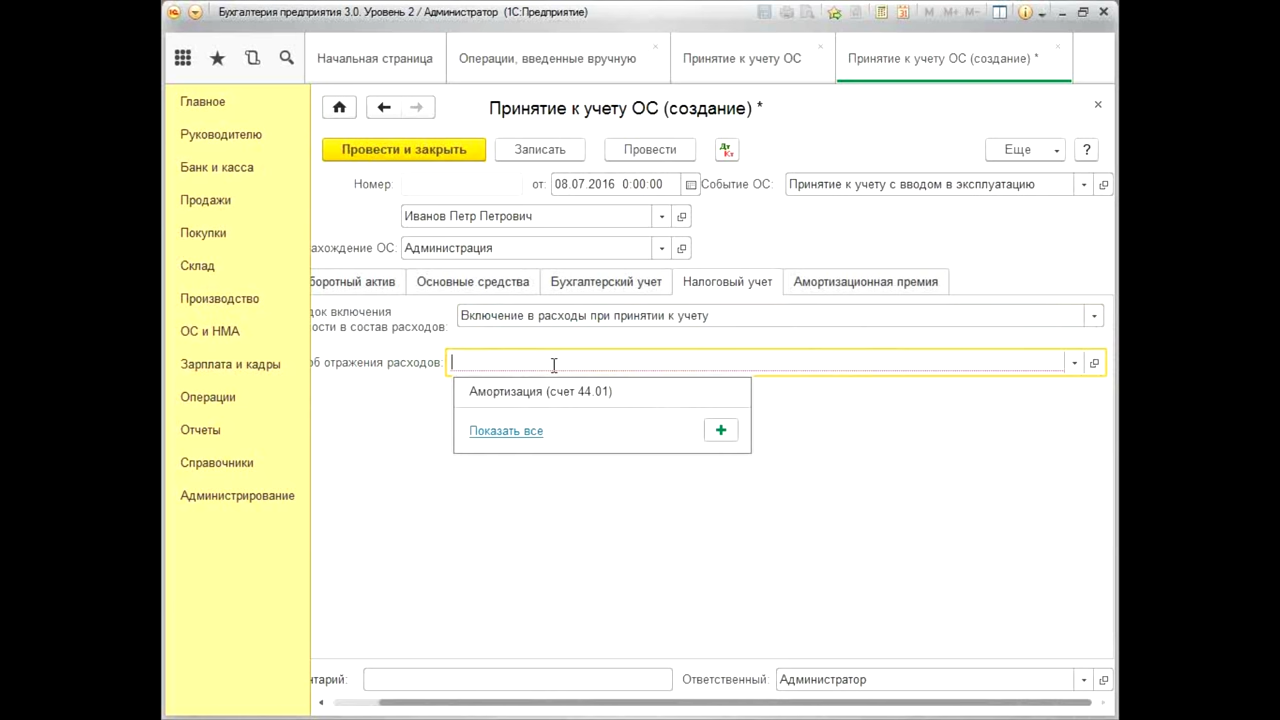 Бухгалтерия предприятия 3.0. Уровень 2 / Администратор (1С:Предприятие)
M M+ M-
Начальная страница
Операции, введенные вручную
Принятие к учету ОС
Принятие к учету ОС (создание) *
Главное
Руководителю
Банк и касса
Продажи
Покупки
Склад
Производство
ОС и НМА
Зарплата и кадры
Операции
Отчеты
Справочники
Администрирование
Принятие к учету ОС (создание) *
Провести и закрыть
Записать
Провести
Дт
Кт
Еще
?
Номер:
от:
08.07.2016 0:00:00
Событие ОС:
Принятие к учету с вводом в эксплуатацию
Иванов Петр Петрович
ахождение ОС:
Администрация
боротный актив
Основные средства
Бухгалтерский учет
Налоговый учет
Амортизационная премия
док включения
ости в состав расходов:
Включение в расходы при принятии к учету
об отражения расходов:
Амортизация (счет 44.01)
Показать все
нтарий:
Ответственный:
Администратор